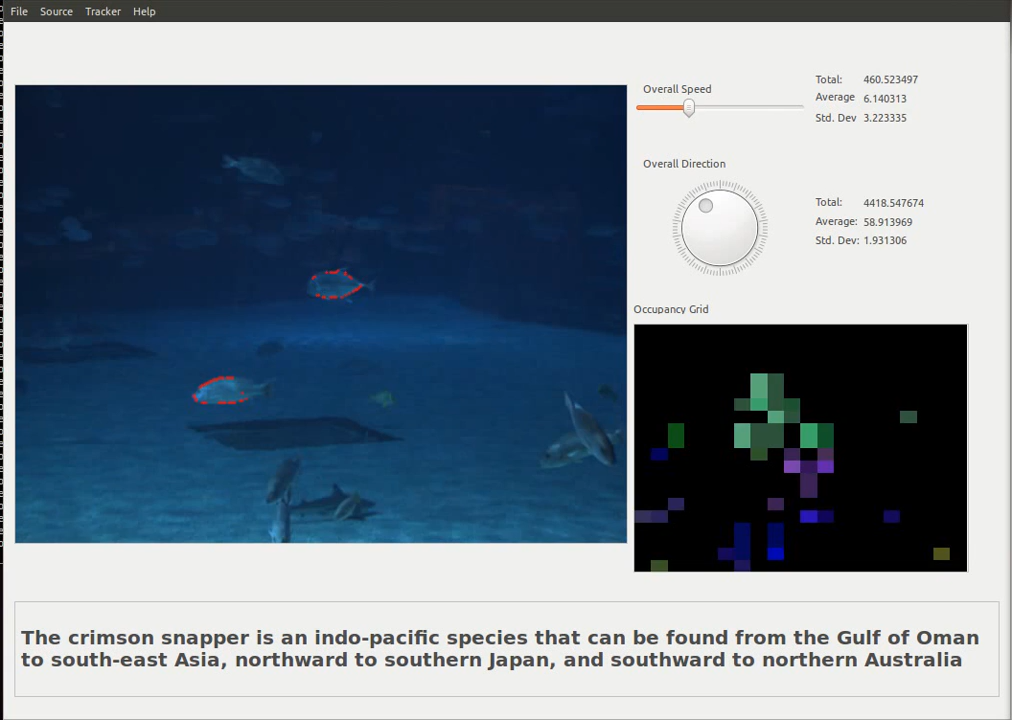 File Source Tracker Help
Overall Speed
Total: 460.523497
Average 6.140313
Std. Dev 3.223335
Overall Direction
Total: 4418.547674
Average: 58.913969
Std. Dev: 1.931306
Occupancy Grid
The crimson snapper is an indo-pacific species that can be found from the Gulf of Oman
to south-east Asia, northward to southern Japan, and southward to northern Australia